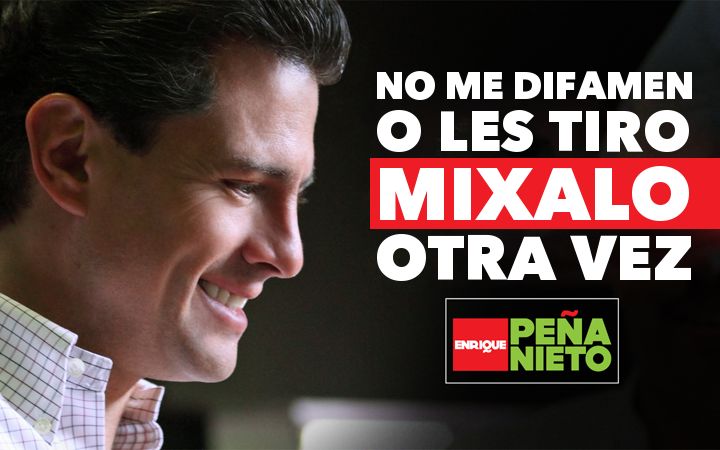 NO ME DIFAMEN
O LES TIRO
MIXALO
OTRA VEZ
ENRIQUE
PEÑA
NIETO